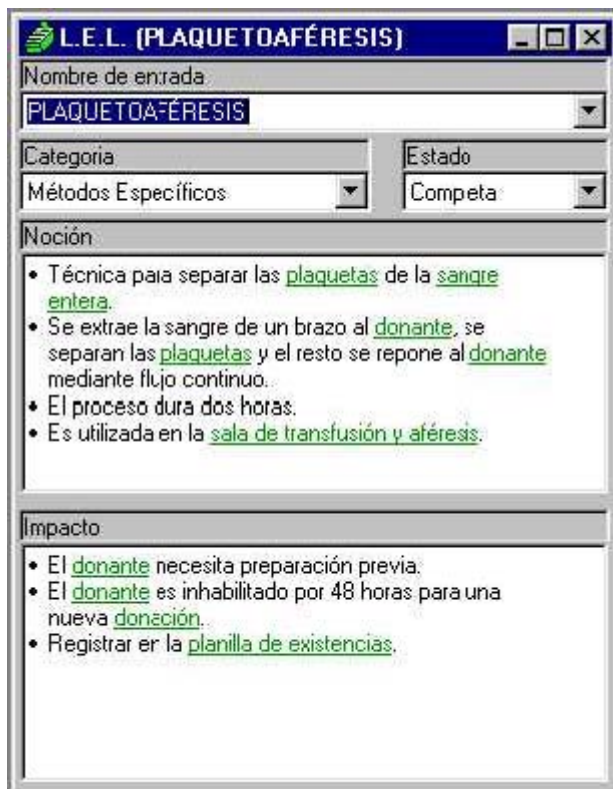 L.E.L. (PLAQUETOAFÉRESIS)
Nombre de entrada
PLAQUETOAFÉRESIS
Categoria
Estado
Métodos Específicos
Competa
Noción
• Técnica para separar las plaquetas de la sangre
entera.
• Se extrae la sangre de un brazo al donante, se
separan las plaquetas y el resto se repone al donante
mediante flujo continuo.
• El proceso dura dos horas.
• Es utilizada en la sala de transfusión y aféresis.
Impacto
• El donante necesita preparación previa.
• El donante es inhabilitado por 48 horas para una
nueva donación.
• Registrar en la planilla de existencias.